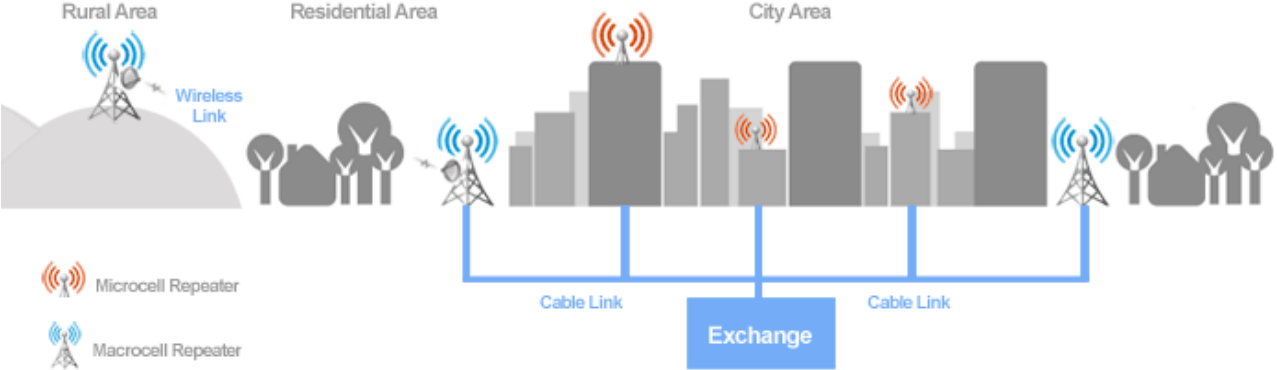 Rural Area
Residential Area
City Area
Wireless
Link
Microcell Repeater
Cable Link
Cable Link
Exchange
Macrocell Repeater